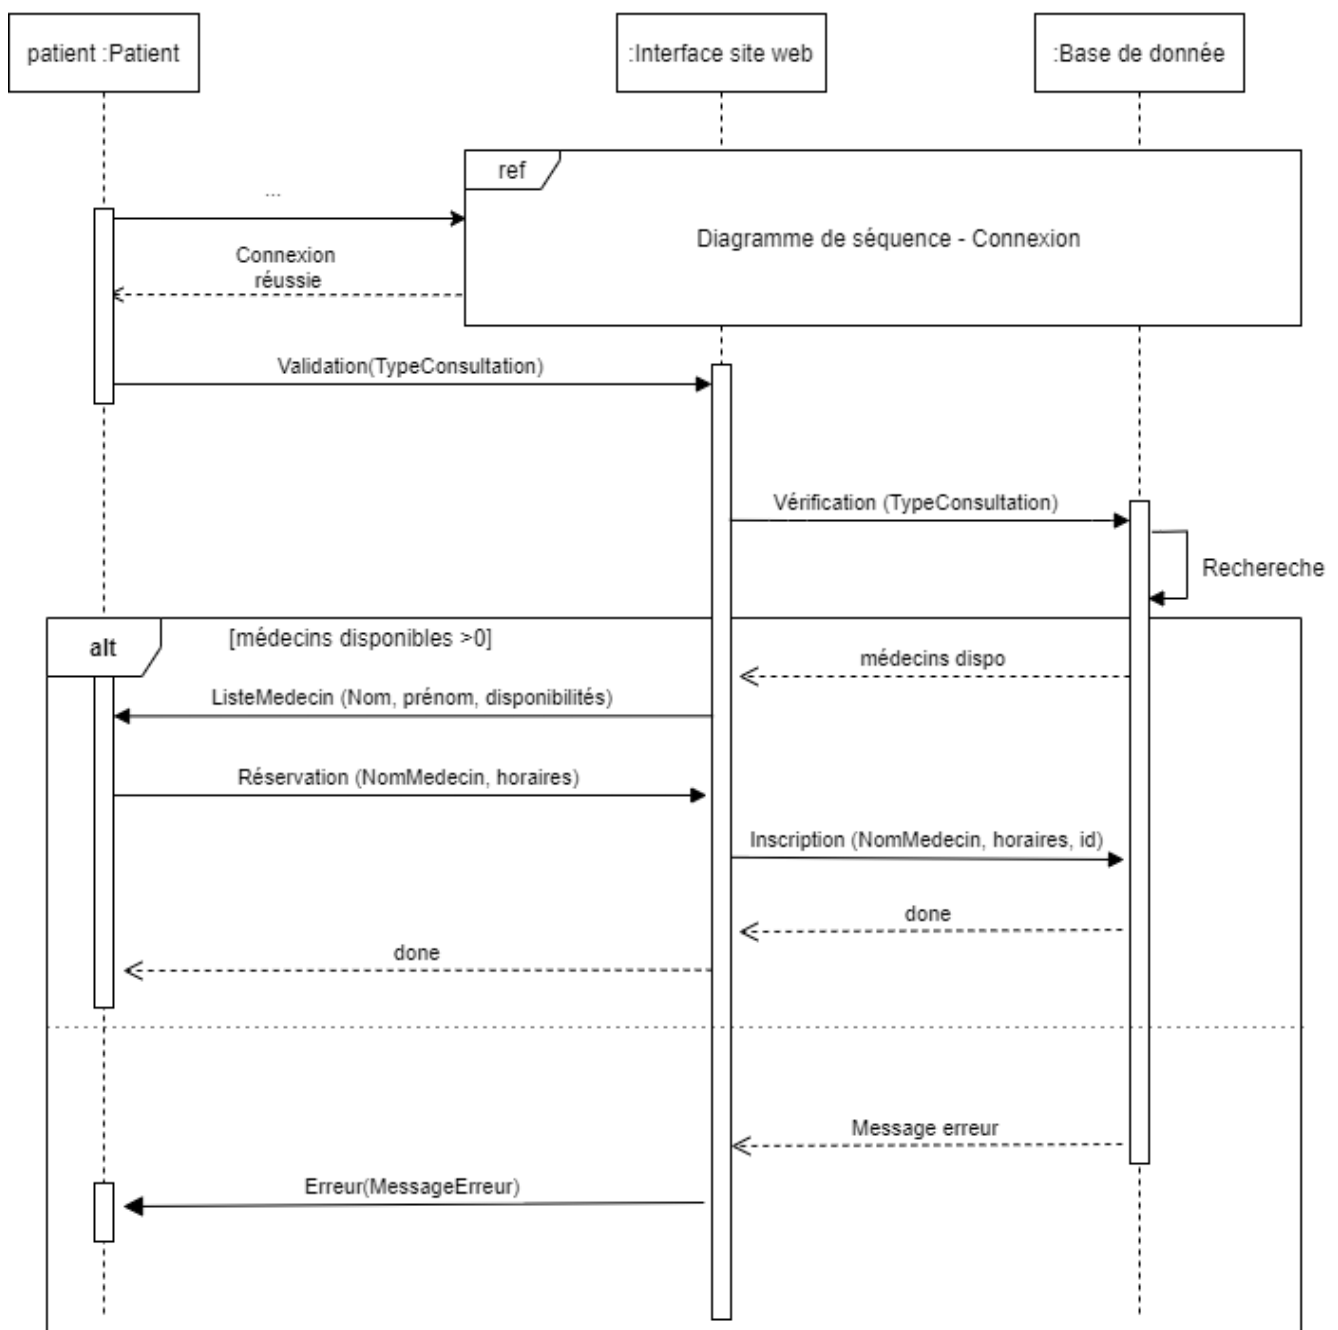 patient :Patient
:Interface site web
:Base de donnée
ref
...
Diagramme de séquence - Connexion
Connexion
réussie
Validation(TypeConsultation)
Vérification (TypeConsultation)
Rechereche
alt
[médecins disponibles >0]
médecins dispo
ListeMedecin (Nom, prénom, disponibilités)
Réservation (NomMedecin, horaires)
Inscription (NomMedecin, horaires, id)
done
done
Message erreur
Erreur(MessageErreur)